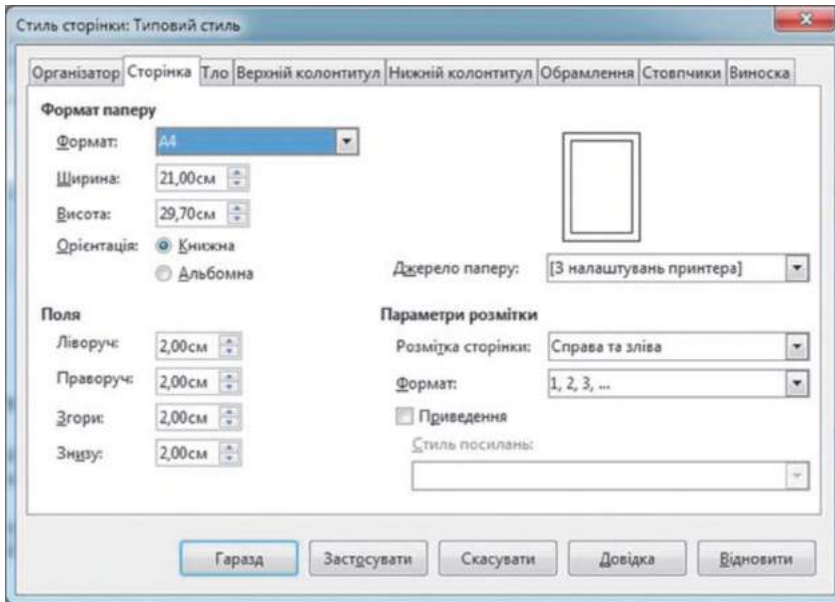 Стиль сторінки: Типовий стиль
Організатор Сторінка Тло Верхній колонтитул Нижній колонтитул Обрамлення Стовпчики Виноска
Формат паперу
Формат: A4
Ширина: 21,00см
Висота: 29,70см
Орієнтація: Книжна
Альбомна
Джерело паперу: [З налаштувань принтера]
Поля
Ліворуч: 2,00см
Праворуч: 2,00см
Згори: 2,00см
Знизу: 2,00см
Параметри розмітки
Розмітка сторінки: Справа та зліва
Формат: 1, 2, 3, ...
Приведення
Стиль посилань:
Гаразд Застосувати Скасувати Довідка Відновити